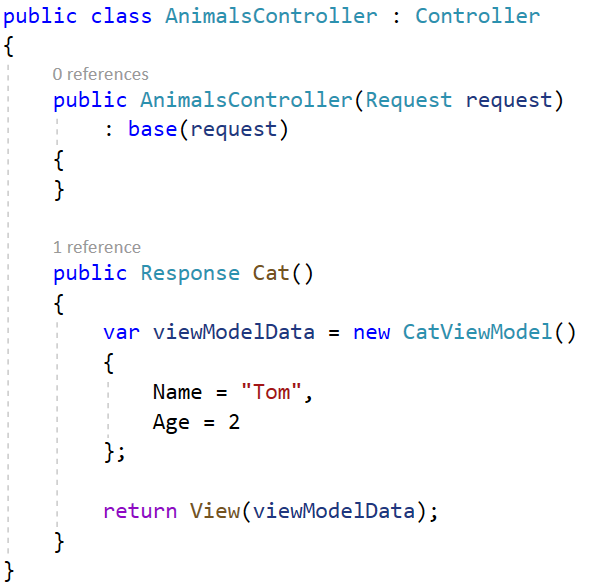 public class AnimalsController : Controller
{
    0 references
    public AnimalsController(Request request)
        : base(request)
    {
    }

    1 reference
    public Response Cat()
    {
        var viewModelData = new CatViewModel()
        {
            Name = "Tom",
            Age = 2
        };

        return View(viewModelData);
    }
}